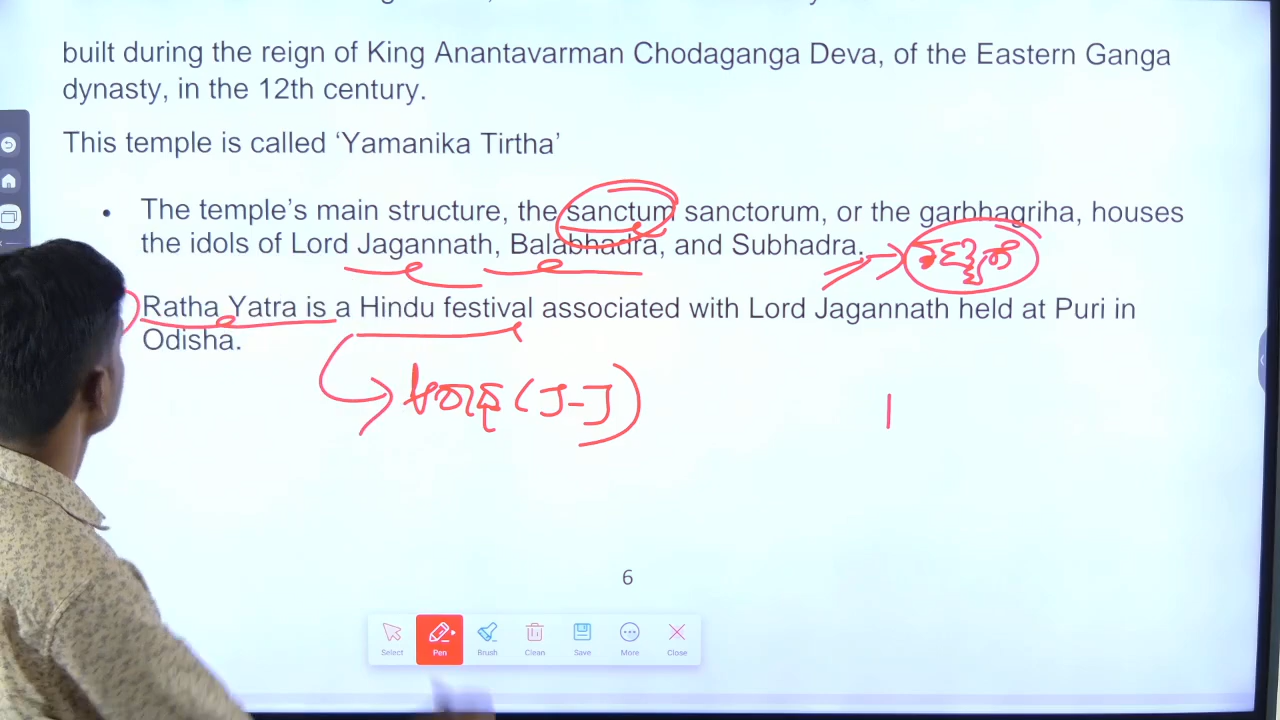 built during the reign of King Anantavarman Chodaganga Deva, of the Eastern Ganga
dynasty, in the 12th century.
This temple is called ‘Yamanika Tirtha’
• The temple’s main structure, the sanctum sanctorum, or the garbhagriha, houses
the idols of Lord Jagannath, Balabhadra, and Subhadra.
Ratha Yatra is a Hindu festival associated with Lord Jagannath held at Puri in
Odisha.
(J-J)
6
Select Pen Brush Clean Save More Close